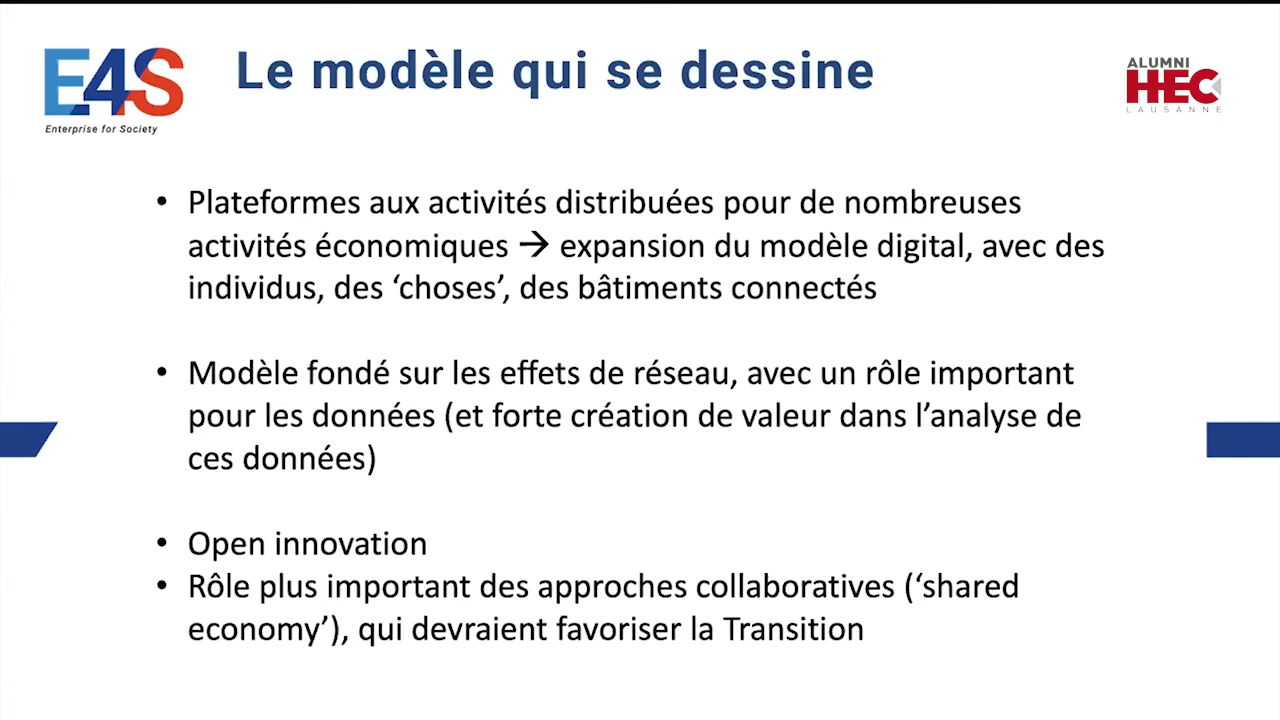 E4S
Enterprise for Society
Le modèle qui se dessine
ALUMNI
HEC
LAUSANNE
• Plateformes aux activités distribuées pour de nombreuses
activités économiques → expansion du modèle digital, avec des
individus, des ‘choses’, des bâtiments connectés
• Modèle fondé sur les effets de réseau, avec un rôle important
pour les données (et forte création de valeur dans l’analyse de
ces données)
• Open innovation
• Rôle plus important des approches collaboratives (‘shared
economy’), qui devraient favoriser la Transition